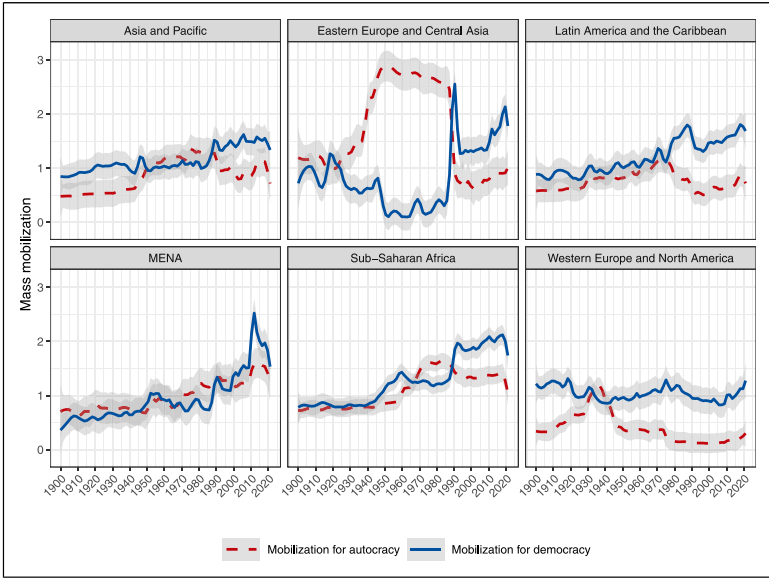 Asia and Pacific
Eastern Europe and Central Asia
Latin America and the Caribbean
3
2
1
0
MENA
Sub-Saharan Africa
Western Europe and North America
3
2
1
0
Mass mobilization
1900 1910 1920 1930 1940 1950 1960 1970 1980 1990 2000 2010 2020
1900 1910 1920 1930 1940 1950 1960 1970 1980 1990 2000 2010 2020
1900 1910 1920 1930 1940 1950 1960 1970 1980 1990 2000 2010 2020
Mobilization for autocracy
Mobilization for democracy